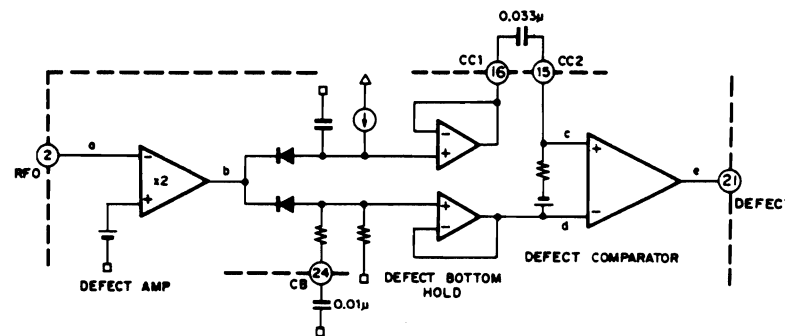 0.033µ
CC1
16
15
CC2
2
RFO
a
−
x2
+
b
−
+
c
+
−
e
21
DEFECT
+
−
d
DEFECT AMP
CB
24
0.01µ
DEFECT BOTTOM
HOLD
DEFECT COMPARATOR